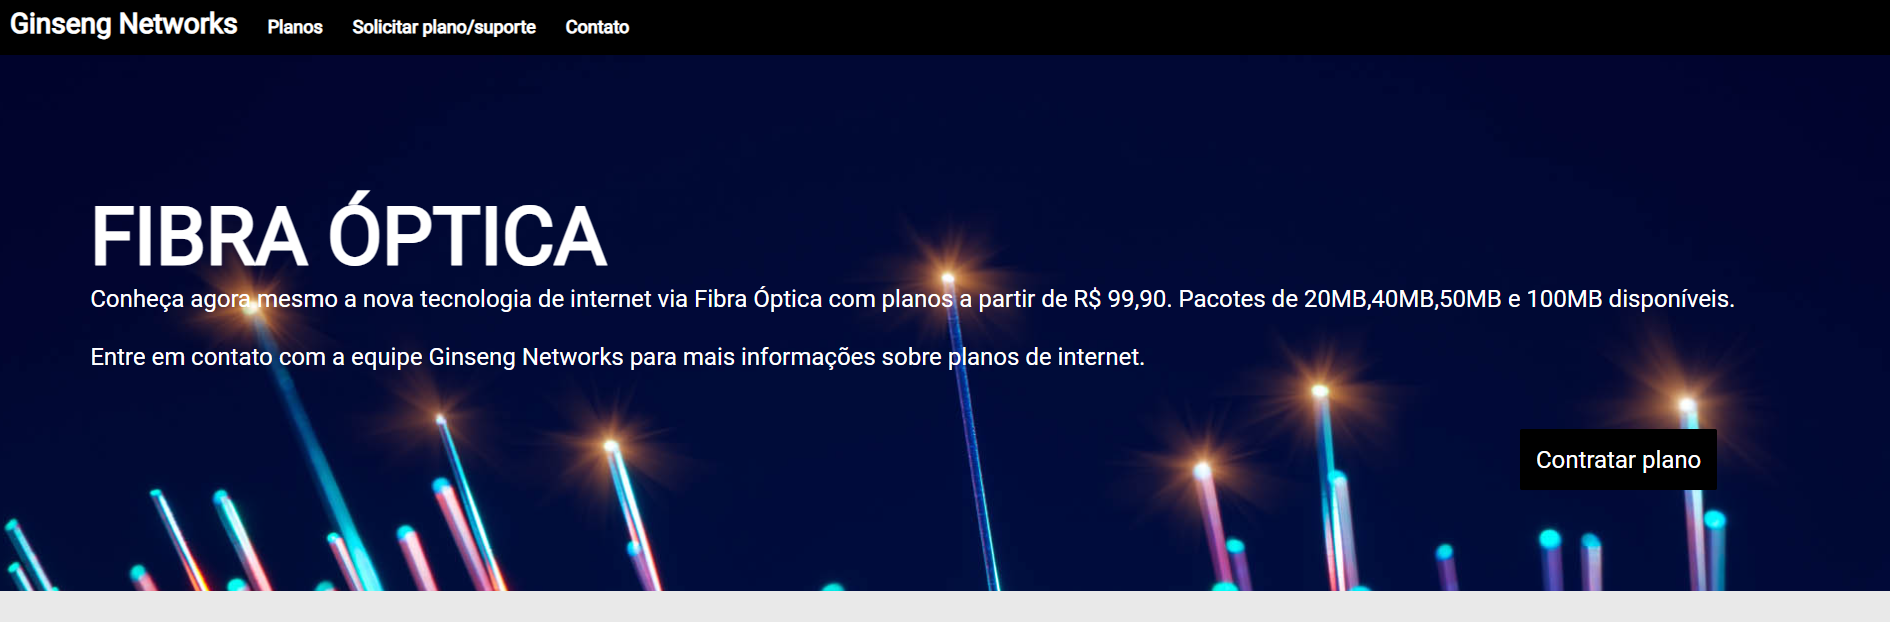 Ginseng Networks Planos Solicitar plano/suporte Contato
FIBRA ÓPTICA
Conheça agora mesmo a nova tecnologia de internet via Fibra Óptica com planos a partir de R$ 99,90. Pacotes de 20MB,40MB,50MB e 100MB disponíveis.
Entre em contato com a equipe Ginseng Networks para mais informações sobre planos de internet.
Contratar plano